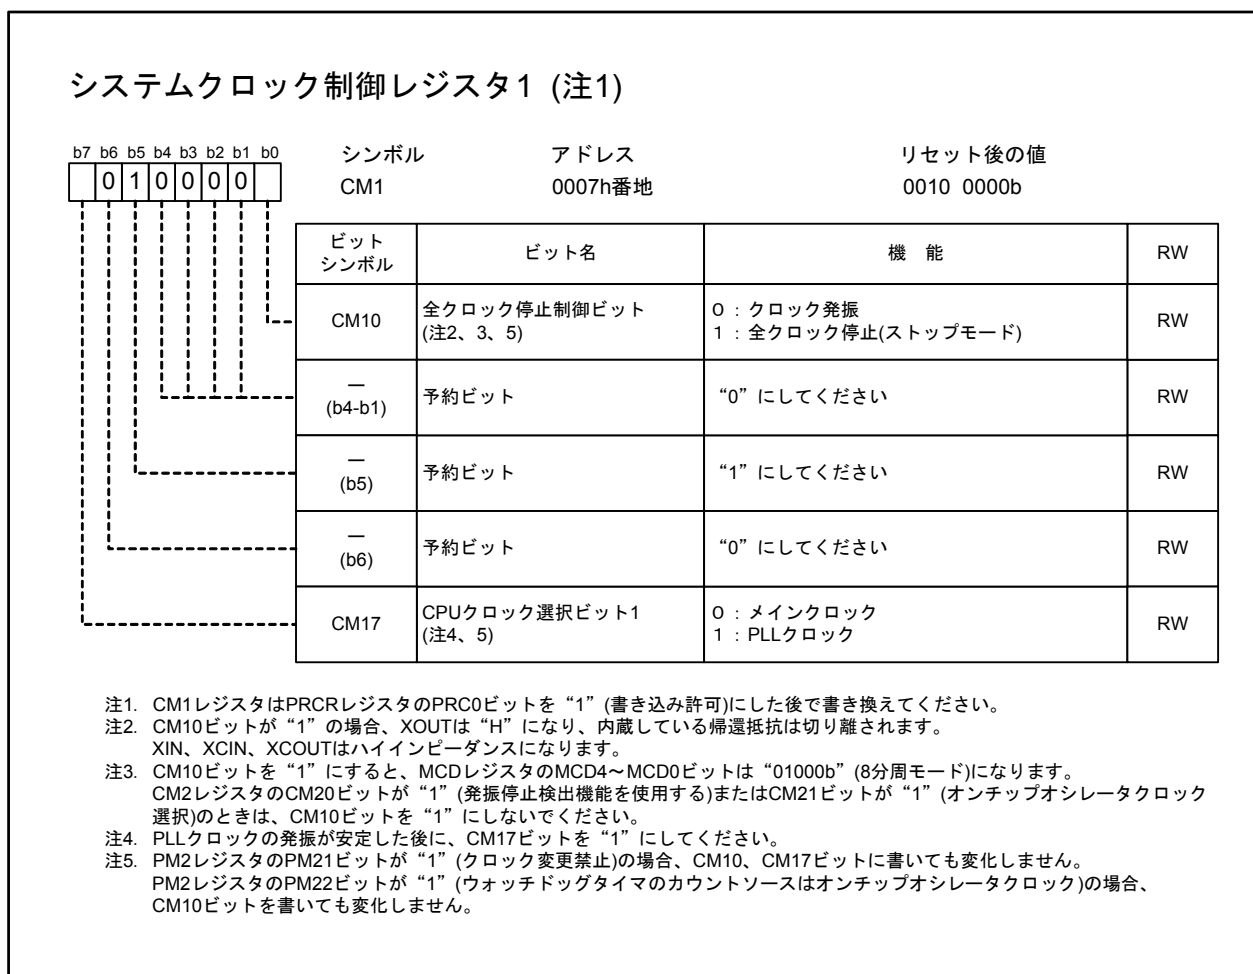 システムクロック制御レジスタ1 (注1)
b7 b6 b5 b4 b3 b2 b1 b0
0 1 0 0 0 0
シンボル アドレス リセット後の値
CM1 0007h番地 0010 0000b
ビット
シンボル
ビット名
機 能
RW
CM10
全クロック停止制御ビット
(注2、3、5)
0 : クロック発振
1 : 全クロック停止(ストップモード)
RW
—
(b4-b1)
予約ビット
“0”にしてください
RW
—
(b5)
予約ビット
“1”にしてください
RW
—
(b6)
予約ビット
“0”にしてください
RW
CM17
CPUクロック選択ビット1
(注4、5)
0 : メインクロック
1 : PLLクロック
RW
注1. CM1レジスタはPRCRレジスタのPRC0ビットを“1”(書き込み許可)にした後で書き換えてください。
注2. CM10ビットが“1”の場合、XOUTは“H”になり、内蔵している帰還抵抗は切り離されます。
XIN、XCIN、XCOUTはハイインピーダンスになります。
注3. CM10ビットを“1”にすると、MCDレジスタのMCD4～MCD0ビットは“01000b”(8分周モード)になります。
CM2レジスタのCM20ビットが“1”(発振停止検出機能を使用する)またはCM21ビットが“1”(オンチップオシレータクロック
選択)のときは、CM10ビットを“1”にしないでください。
注4. PLLクロックの発振が安定した後に、CM17ビットを“1”にしてください。
注5. PM2レジスタのPM21ビットが“1”(クロック変更禁止)の場合、CM10、CM17ビットに書いても変化しません。
PM2レジスタのPM22ビットが“1”(ウォッチドッグタイマのカウントソースはオンチップオシレータクロック)の場合、
CM10ビットを書いても変化しません。